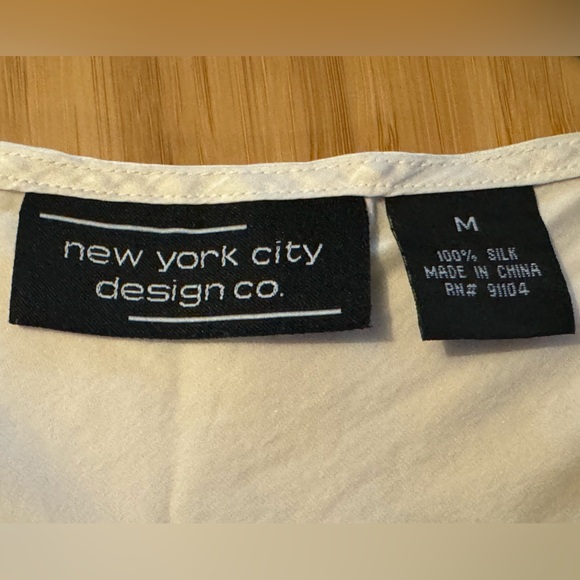 new york city
design co.
M
100% SILK
MADE IN CHINA
RN# 91104